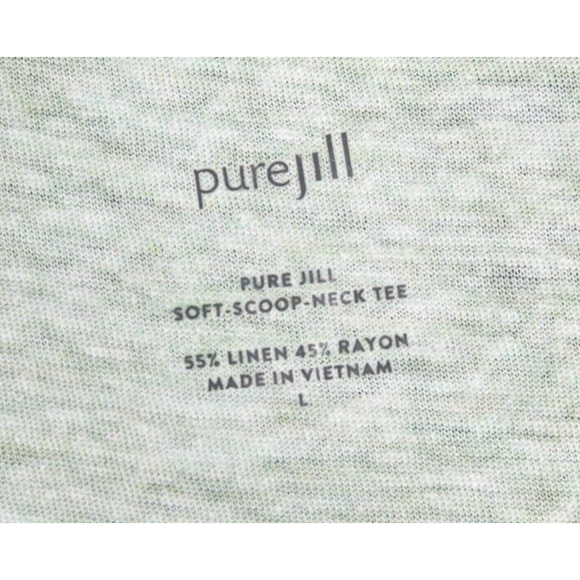 purejill
PURE JILL
SOFT-SCOOP-NECK TEE
55% LINEN 45% RAYON
MADE IN VIETNAM
L